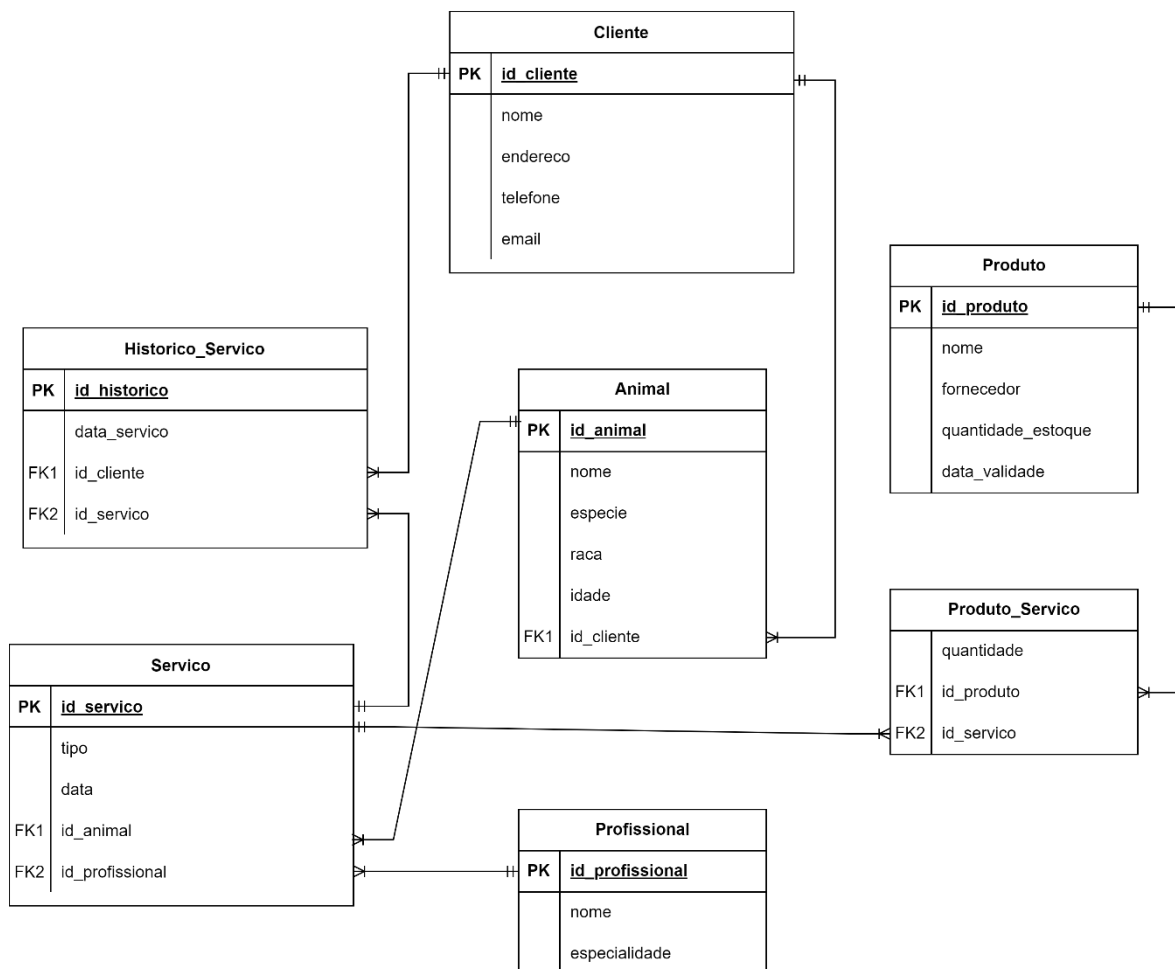 Cliente
PK id_cliente
nome
endereco
telefone
email
Produto
PK id_produto
nome
fornecedor
quantidade_estoque
data_validade
Historico_Servico
PK id_historico
data_servico
FK1 id_cliente
FK2 id_servico
Animal
PK id_animal
nome
especie
raca
idade
FK1 id_cliente
Produto_Servico
quantidade
FK1 id_produto
FK2 id_servico
Servico
PK id_servico
tipo
data
FK1 id_animal
FK2 id_profissional
Profissional
PK id_profissional
nome
especialidade